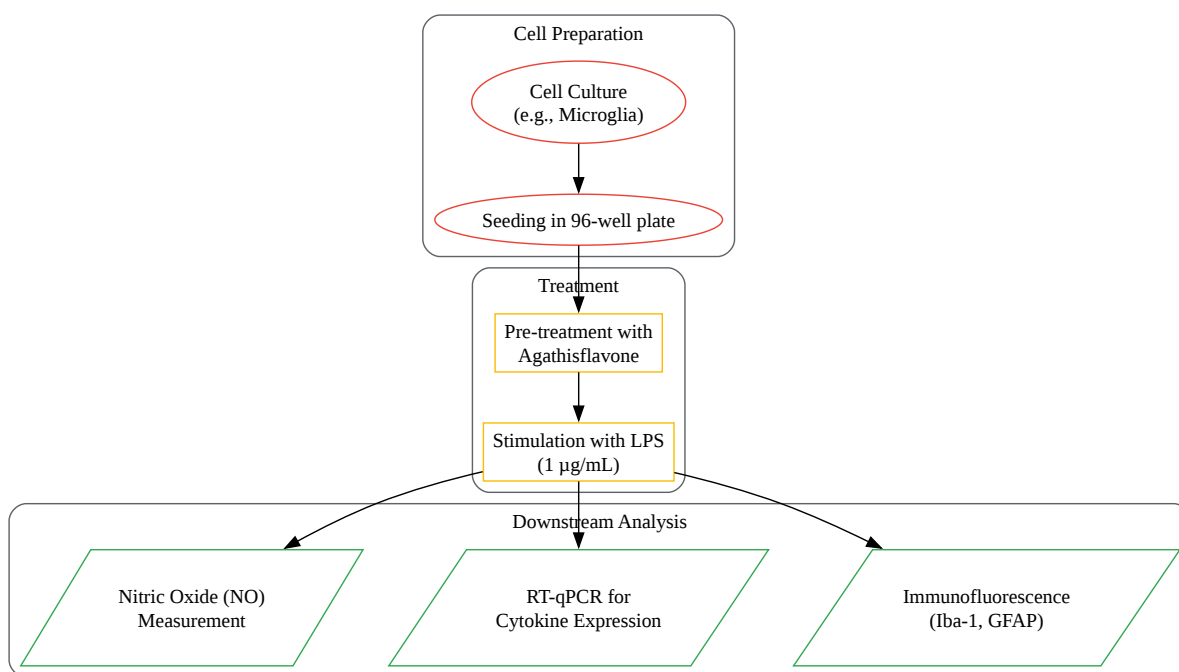 Cell Preparation
Cell Culture
(e.g., Microglia)
Seeding in 96-well plate
Treatment
Pre-treatment with
Agathisflavone
Stimulation with LPS
(1 µg/mL)
Downstream Analysis
Nitric Oxide (NO)
Measurement
RT-qPCR for
Cytokine Expression
Immunofluorescence
(Iba-1, GFAP)